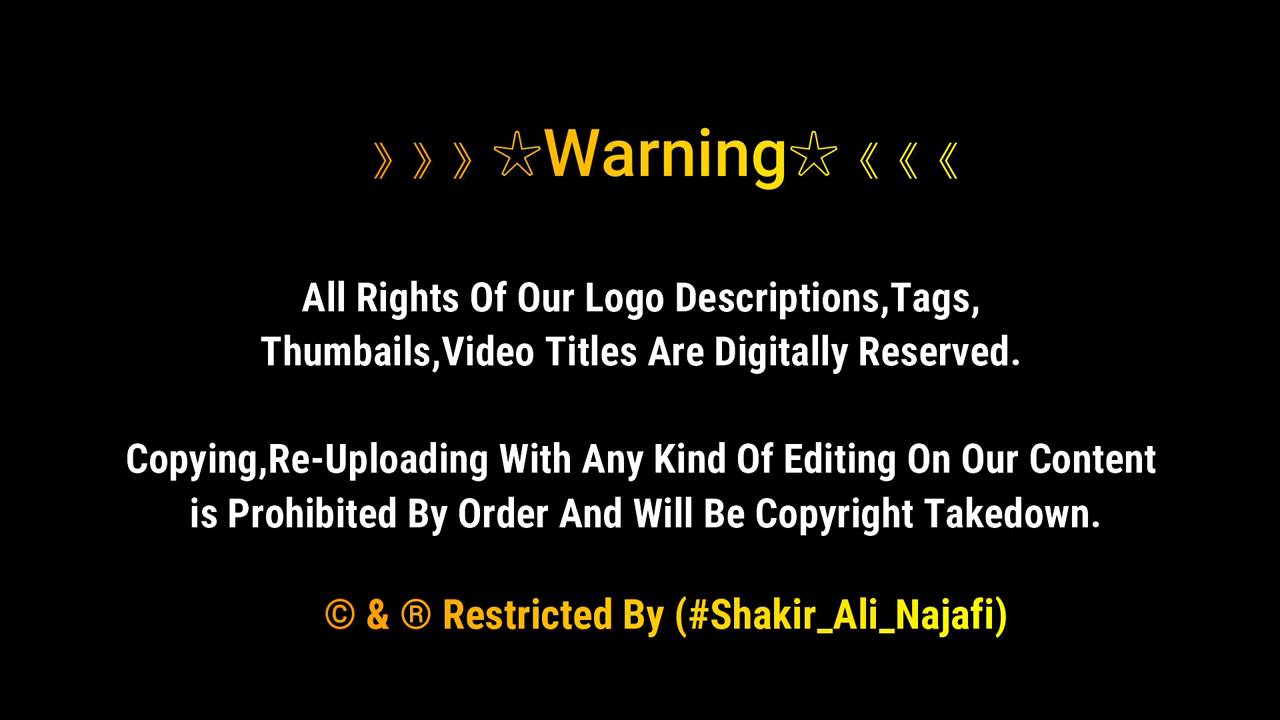 》》》☆Warning☆《《《
All Rights Of Our Logo Descriptions,Tags,
Thumbails,Video Titles Are Digitally Reserved.
Copying,Re-Uploading With Any Kind Of Editing On Our Content
is Prohibited By Order And Will Be Copyright Takedown.
© & ® Restricted By (#Shakir_Ali_Najafi)